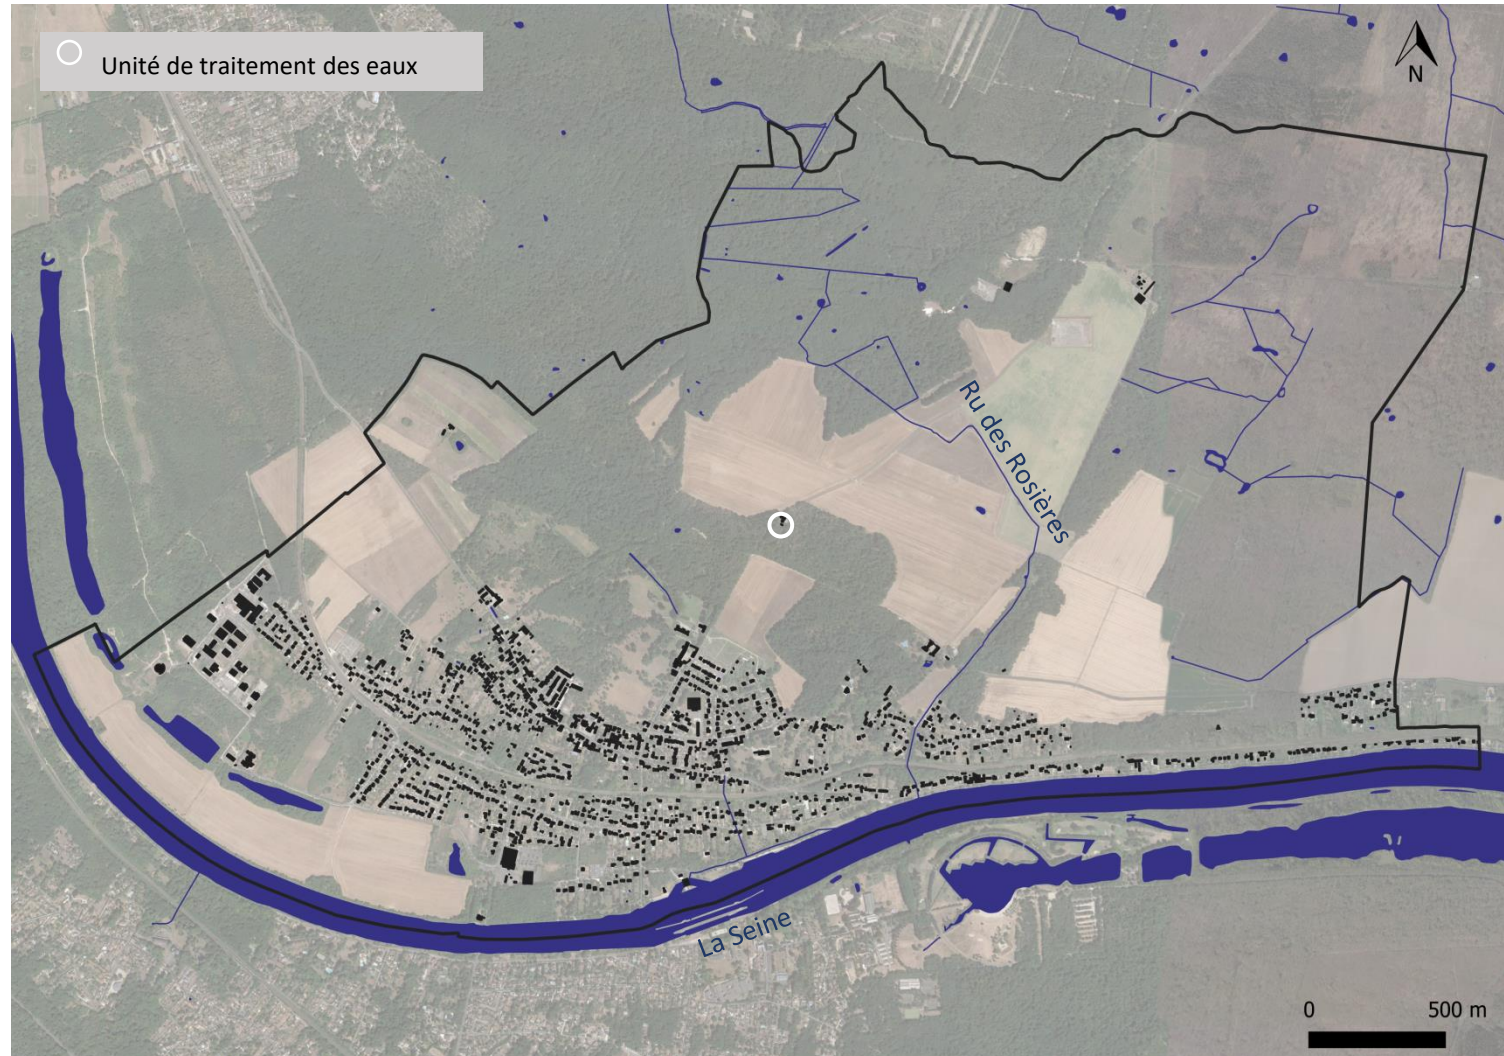 Unité de traitement des eaux
N
Ru des Rosières
La Seine
0 500 m